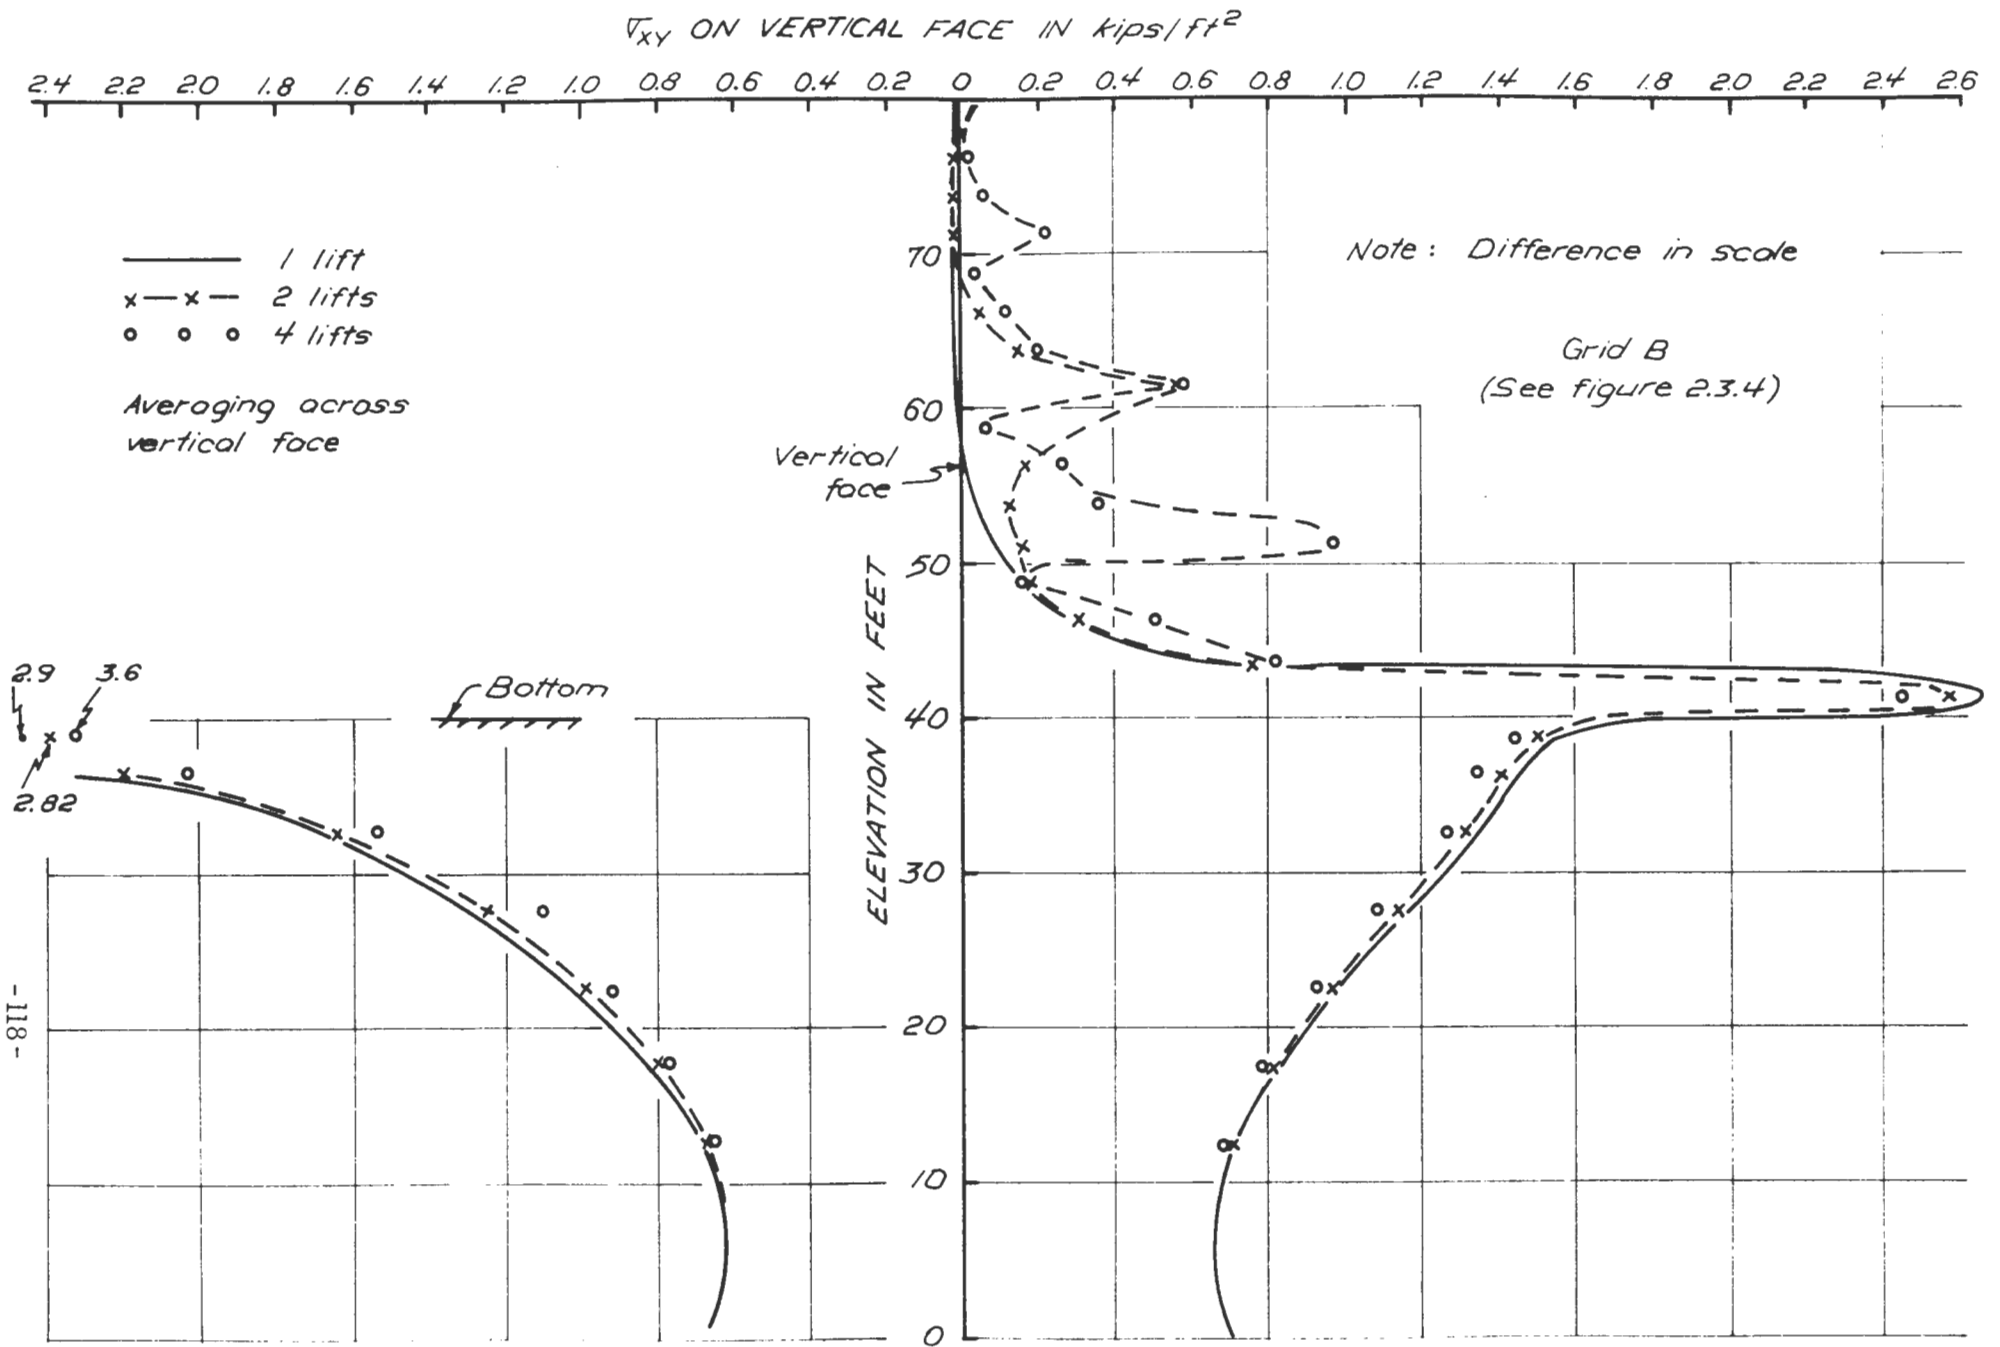 σXY ON VERTICAL FACE IN kips/ft²
2.4 2.2 2.0 1.8 1.6 1.4 1.2 1.0 0.8 0.6 0.4 0.2 0 0.2 0.4 0.6 0.8 1.0 1.2 1.4 1.6 1.8 2.0 2.2 2.4 2.6
1 lift
2 lifts
4 lifts
Averaging across
vertical face
Note: Difference in scale
Grid B
(See figure 2.3.4)
Vertical
face
ELEVATION IN FEET
70
60
50
40
30
20
10
0
2.9
3.6
2.82
Bottom
-118-